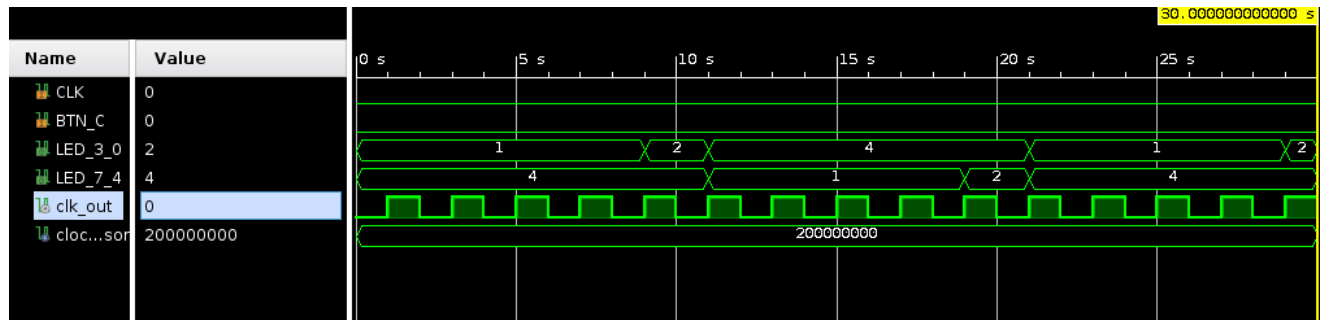 30.000000000000 s
Name Value
0 s 5 s 10 s 15 s 20 s 25 s
CLK 0
BTN_C 0
LED_3_0 2 1 2 4 1 2
LED_7_4 4 4 1 2 4
clk_out 0
cloc...sor 200000000 200000000